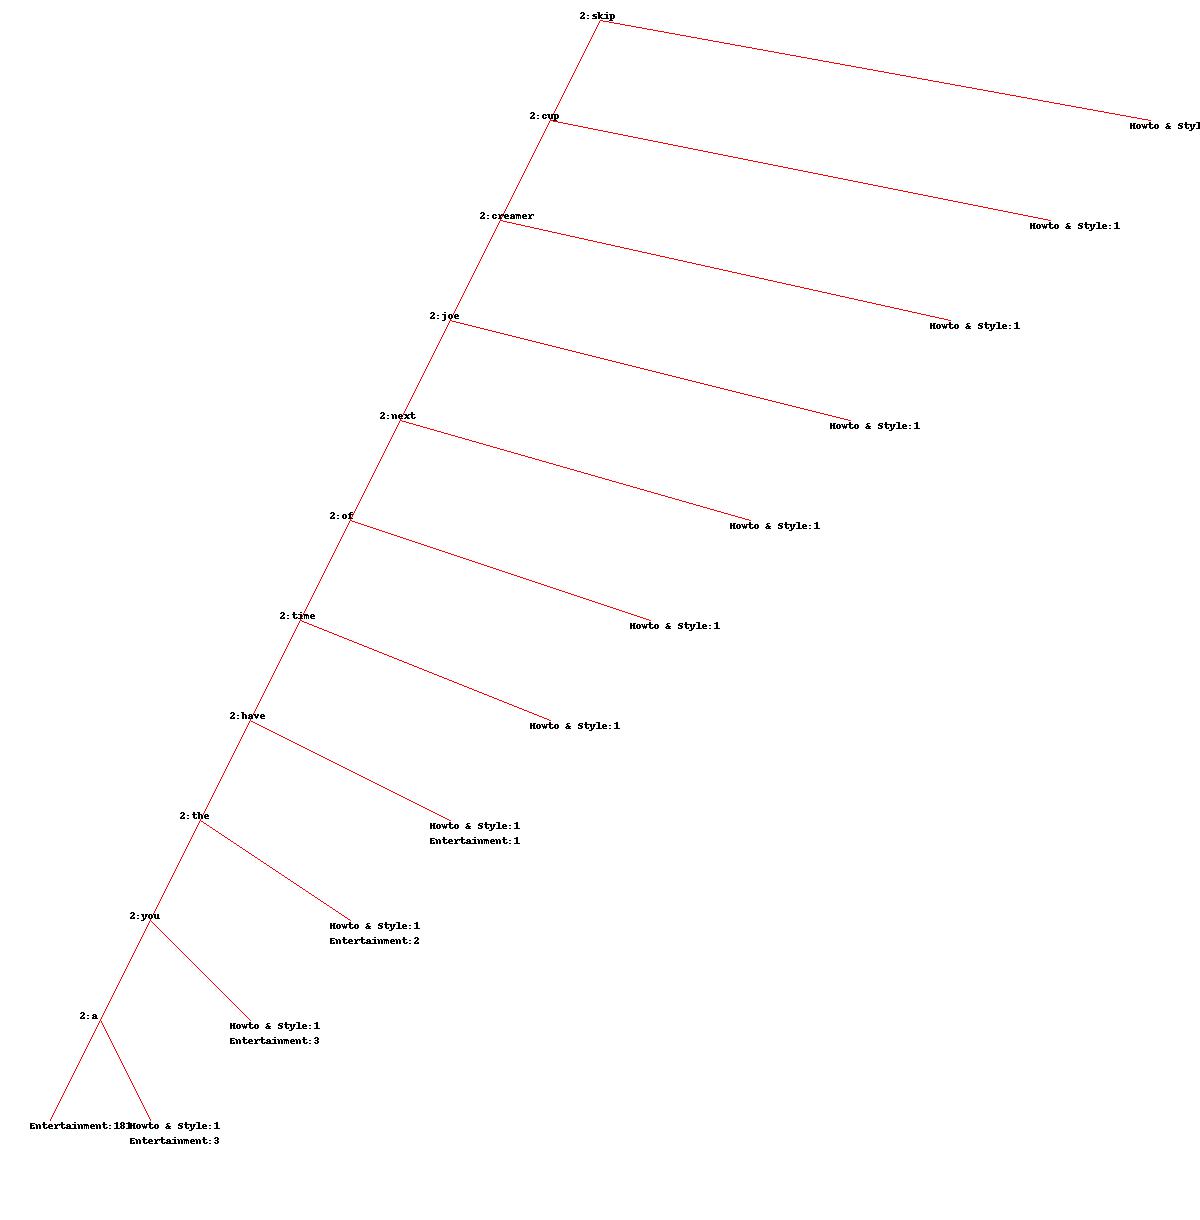 2:skip
Howto & Styl
2:cup
Howto & Style:1
2:creamer
Howto & Style:1
2:joe
Howto & Style:1
2:next
Howto & Style:1
2:of
Howto & Style:1
2:time
Howto & Style:1
2:have
Howto & Style:1
Entertainment:1
2:the
Howto & Style:1
Entertainment:2
2:you
Howto & Style:1
Entertainment:3
2:a
Entertainment:181
Howto & Style:1
Entertainment:3